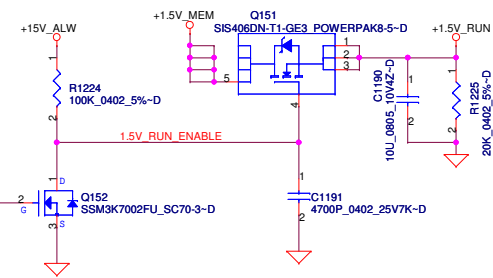 +15V_ALW
+1.5V_MEM
Q151
SIS406DN-T1-GE3_POWERPAK8-5~D
+1.5V_RUN
1
R1224
100K_0402_5%~D
2
5
1
2
3
4
1
C1190
10U_0805_10V4Z~D
2
1
R1225
20K_0402_5%~D
2
1.5V_RUN_ENABLE
1
D
Q152
SSM3K7002FU_SC70-3~D
2
G
S
3
1
C1191
4700P_0402_25V7K~D
2